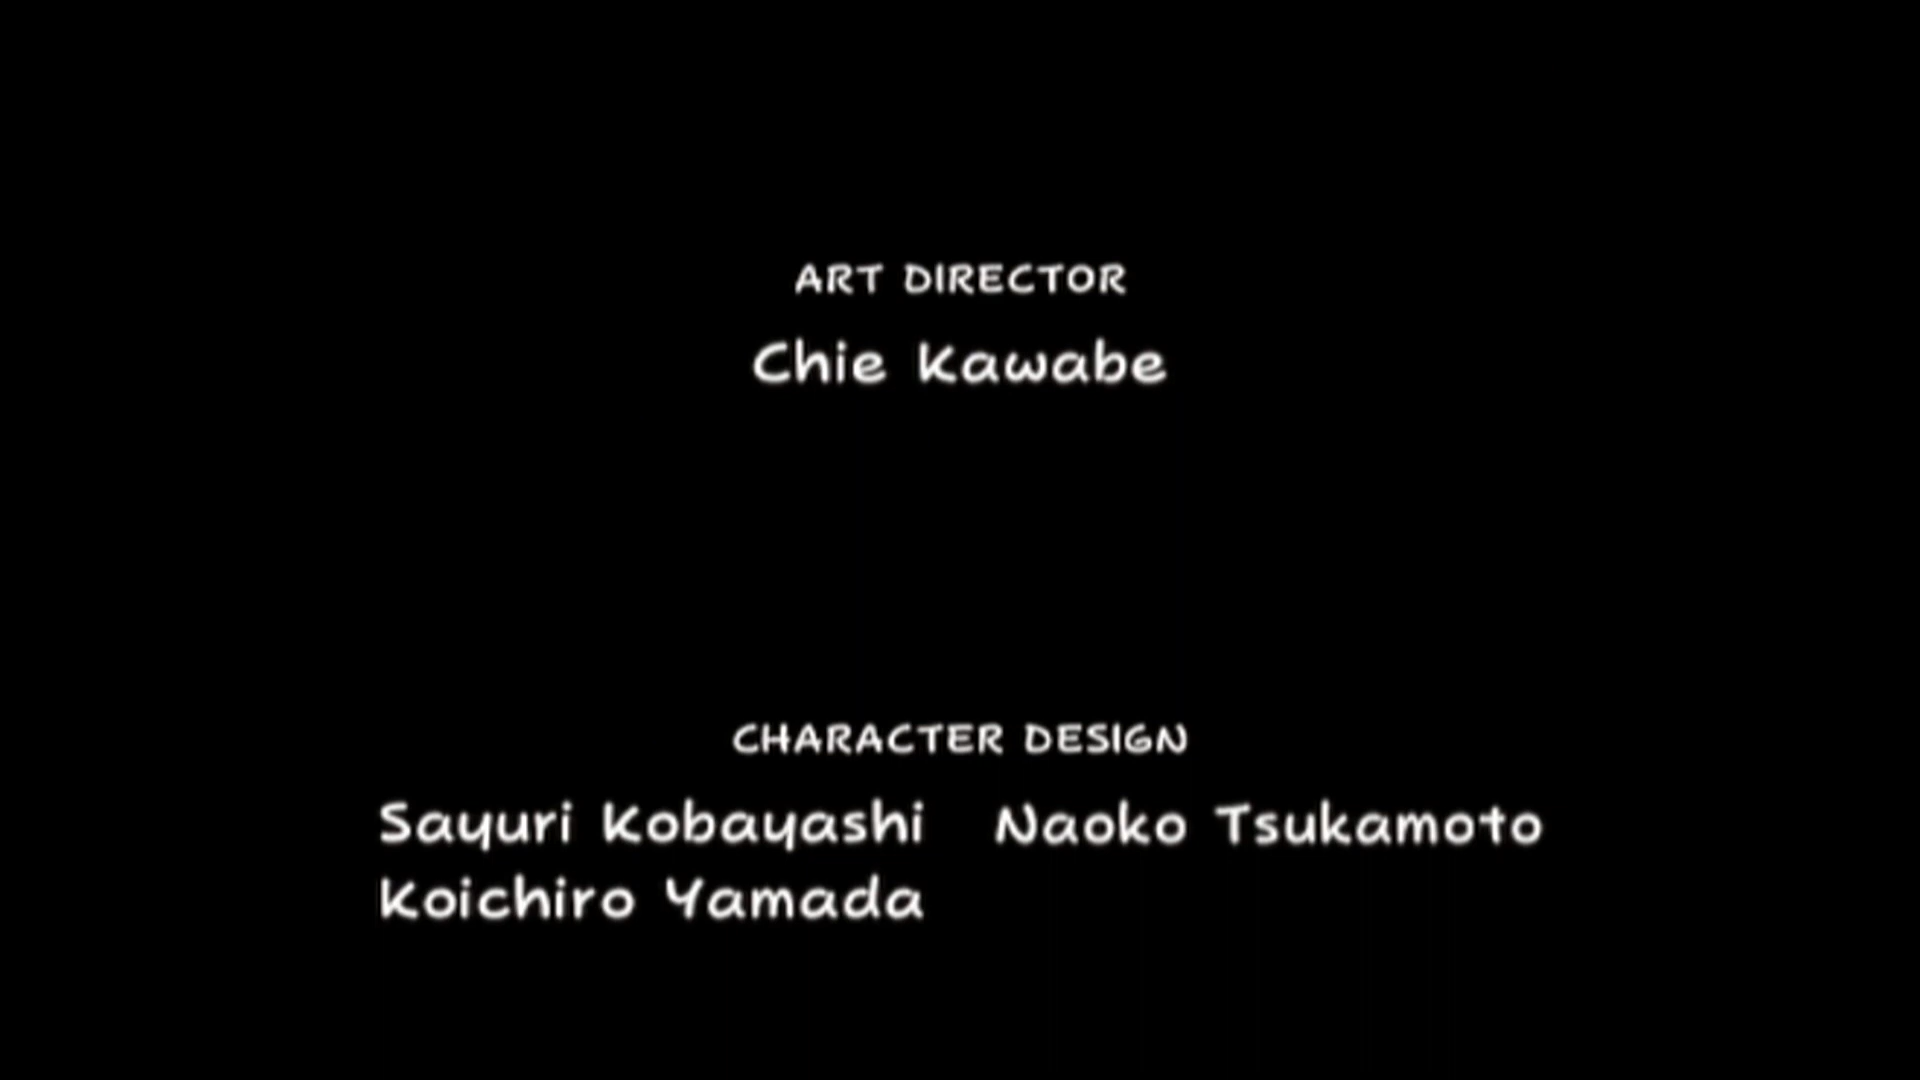 ART DIRECTOR
Chie Kawabe
CHARACTER DESIGN
Sayuri Kobayashi Naoko Tsukamoto
Koichiro Yamada